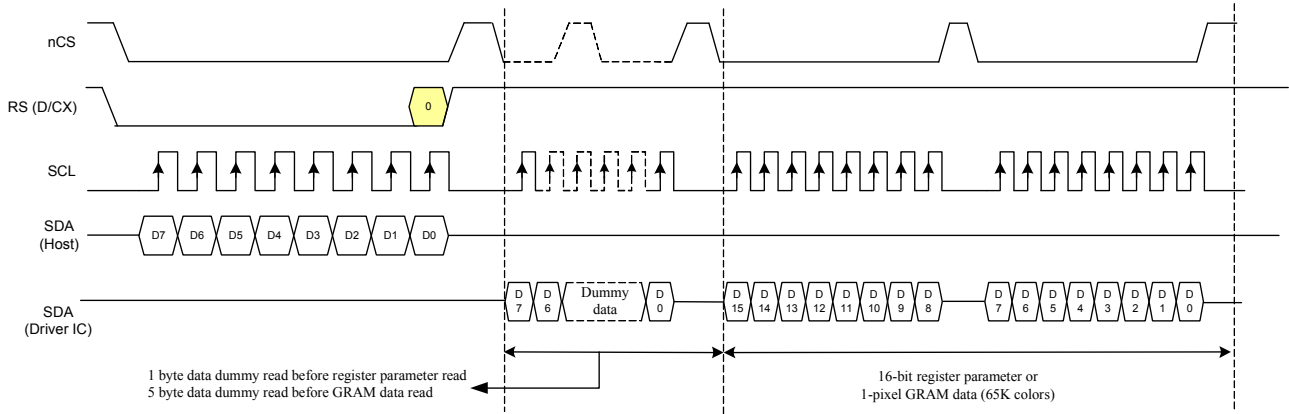 nCS
RS (D/CX)
0
SCL
SDA
(Host)
D7 D6 D5 D4 D3 D2 D1 D0
SDA
(Driver IC)
D
7
D
6
Dummy
data
D
0
D
15
D
14
D
13
D
12
D
11
D
10
D
9
D
8
D
7
D
6
D
5
D
4
D
3
D
2
D
1
D
0
1 byte data dummy read before register parameter read
5 byte data dummy read before GRAM data read
16-bit register parameter or
1-pixel GRAM data (65K colors)